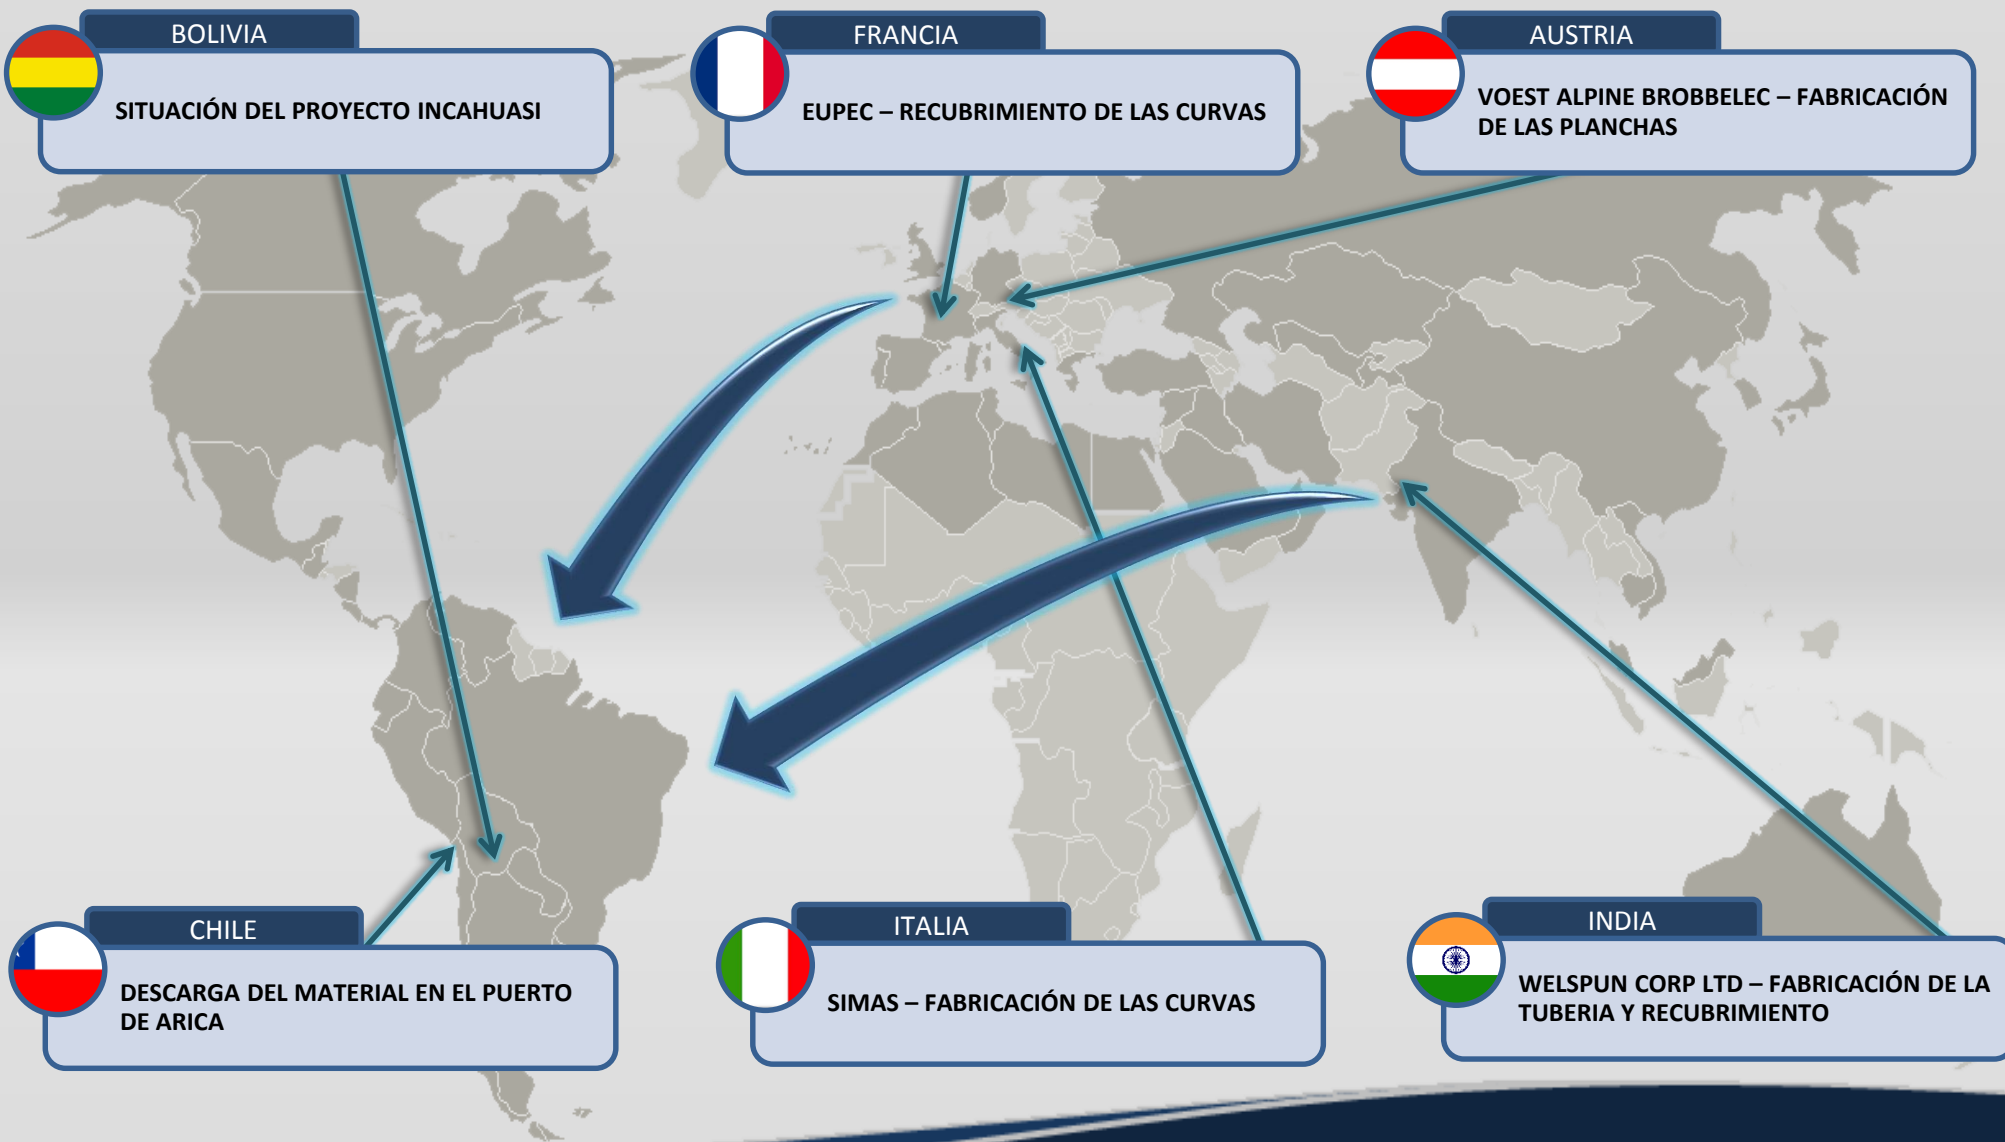 BOLIVIA
SITUACIÓN DEL PROYECTO INCAHUASI
FRANCIA
EUPEC – RECUBRIMIENTO DE LAS CURVAS
AUSTRIA
VOEST ALPINE BROBBELEC – FABRICACIÓN
DE LAS PLANCHAS
CHILE
DESCARGA DEL MATERIAL EN EL PUERTO
DE ARICA
ITALIA
SIMAS – FABRICACIÓN DE LAS CURVAS
INDIA
WELSPUN CORP LTD – FABRICACIÓN DE LA
TUBERIA Y RECUBRIMIENTO